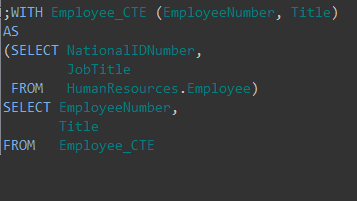 ;WITH Employee_CTE (EmployeeNumber, Title)
AS
(SELECT NationalIDNumber,
        JobTitle
 FROM   HumanResources.Employee)
SELECT EmployeeNumber,
       Title
FROM   Employee_CTE